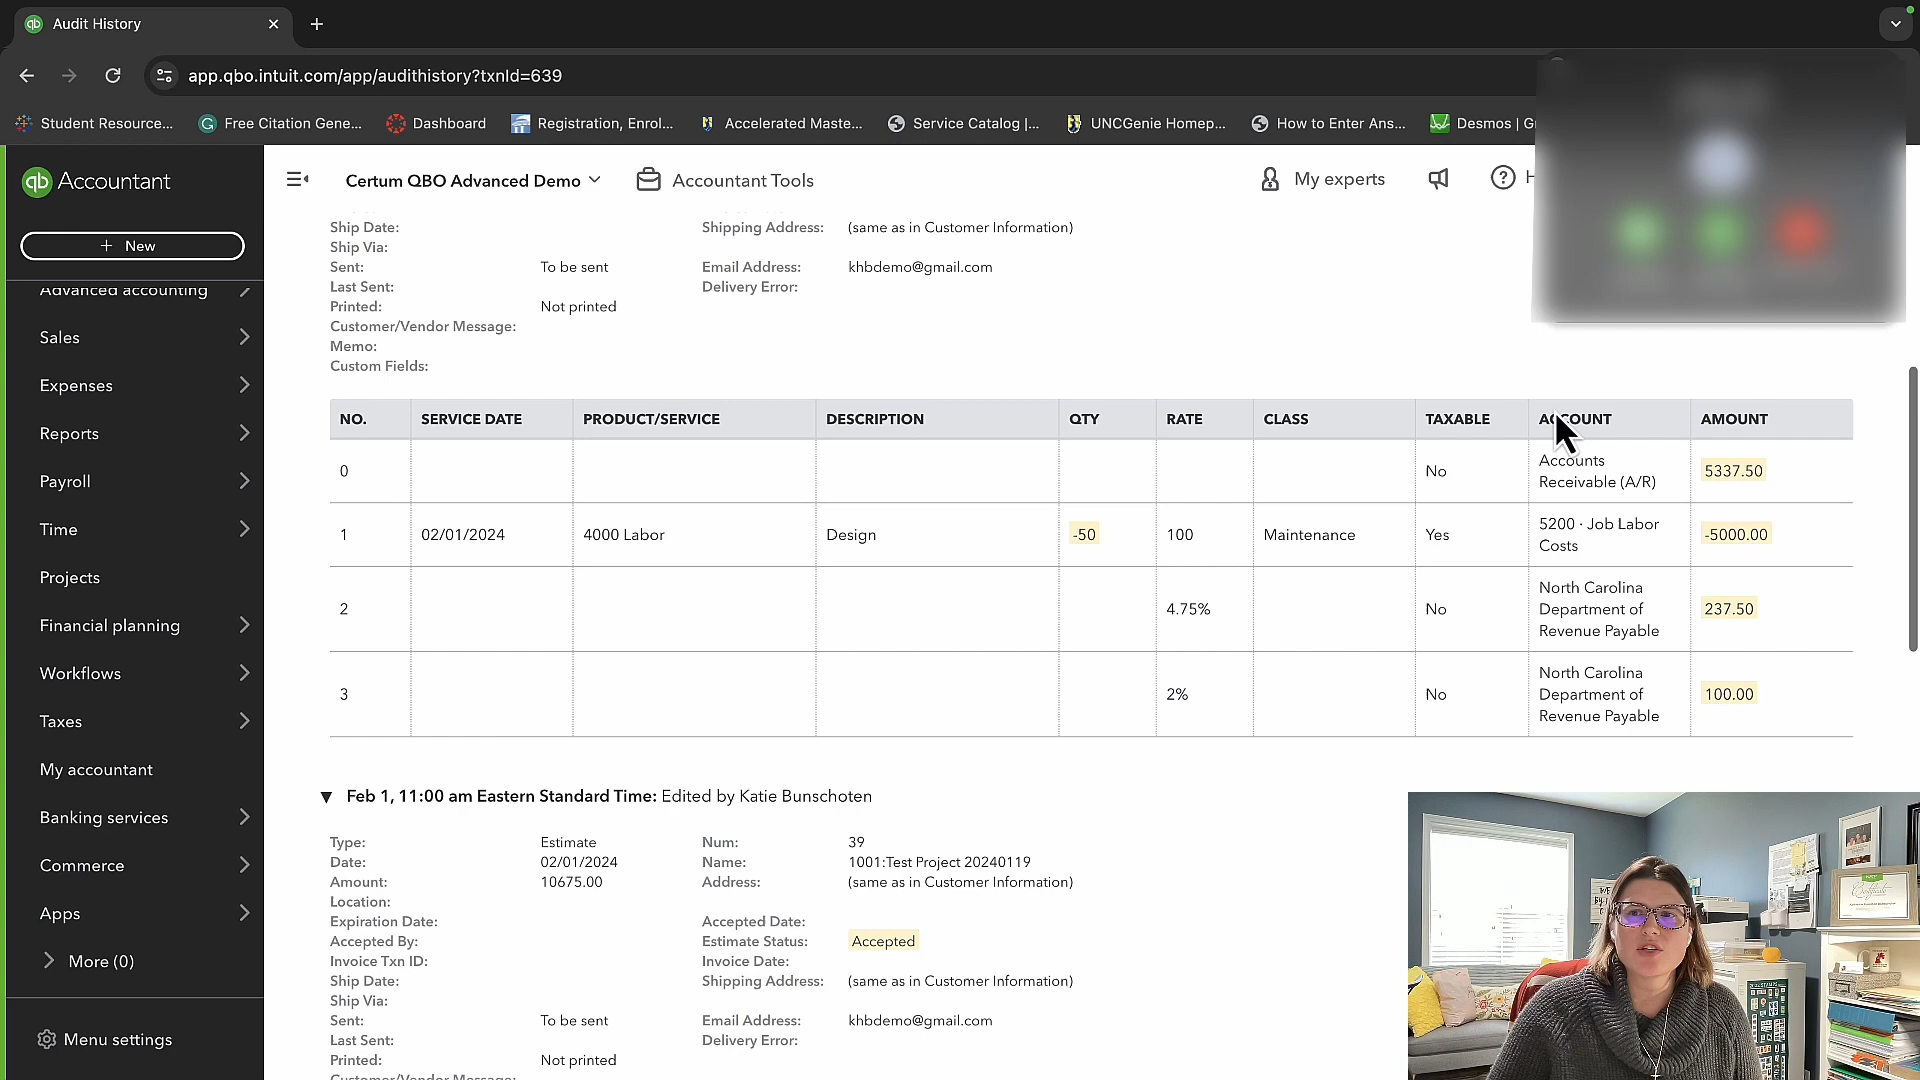 Audit History
app.qbo.intuit.com/app/audithistory?txnId=639
Student Resource...
Free Citation Gene...
Dashboard
Registration, Enrol...
Accelerated Maste...
Service Catalog |...
UNCGenie Homep...
How to Enter Ans...
Desmos | G
qb Accountant
Certum QBO Advanced Demo
Accountant Tools
My experts
H
+ New
Advanced accounting
Sales
Expenses
Reports
Payroll
Time
Projects
Financial planning
Workflows
Taxes
My accountant
Banking services
Commerce
Apps
More (0)
Menu settings
Ship Date: Shipping Address: (same as in Customer Information)
Ship Via:
Sent: To be sent Email Address: khbdemo@gmail.com
Last Sent: Delivery Error:
Printed: Not printed
Customer/Vendor Message:
Memo:
Custom Fields:
NO. SERVICE DATE PRODUCT/SERVICE DESCRIPTION QTY RATE CLASS TAXABLE ACCOUNT AMOUNT
0 No Accounts Receivable (A/R) 5337.50
1 02/01/2024 4000 Labor Design -50 100 Maintenance Yes 5200 · Job Labor Costs -5000.00
2 4.75% No North Carolina Department of Revenue Payable 237.50
3 2% No North Carolina Department of Revenue Payable 100.00
Feb 1, 11:00 am Eastern Standard Time: Edited by Katie Bunschoten
Type: Estimate Num: 39
Date: 02/01/2024 Name: 1001:Test Project 20240119
Amount: 10675.00 Address: (same as in Customer Information)
Location:
Expiration Date: Accepted Date:
Accepted By: Estimate Status: Accepted
Invoice Txn ID: Invoice Date:
Ship Date: Shipping Address: (same as in Customer Information)
Ship Via:
Sent: To be sent Email Address: khbdemo@gmail.com
Last Sent: Delivery Error:
Printed: Not printed
Customer/Vendor Message: